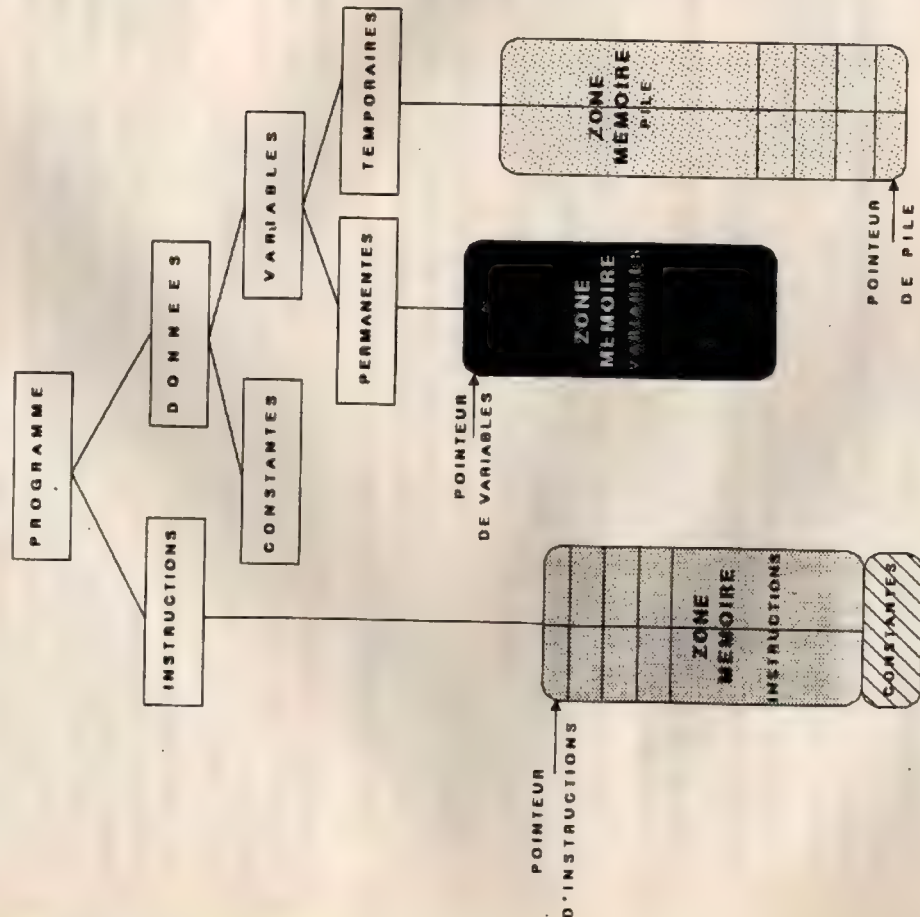 PROGRAMME
INSTRUCTIONS
DONNEES
CONSTANTES
VARIABLES
PERMANENTES
TEMPORAIRES
POINTEUR
D'INSTRUCTIONS
ZONE
MEMOIRE
INSTRUCTIONS
CONSTANTES
POINTEUR
DE VARIABLES
ZONE
MEMOIRE
VARIABLES
ZONE
MEMOIRE
PILE
POINTEUR
DE PILE